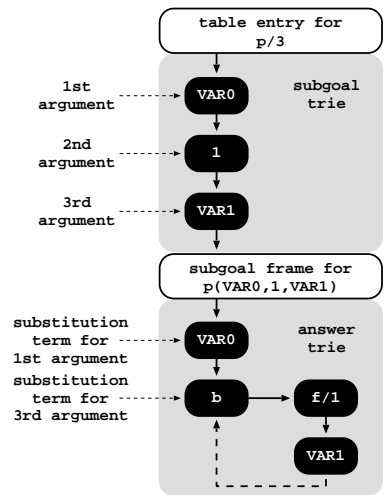 table entry for
p/3
subgoal
trie
1st
argument
VAR0
2nd
argument
1
3rd
argument
VAR1
subgoal frame for
p(VAR0,1,VAR1)
answer
trie
substitution
term for
1st argument
VAR0
substitution
term for
3rd argument
b
f/1
VAR1